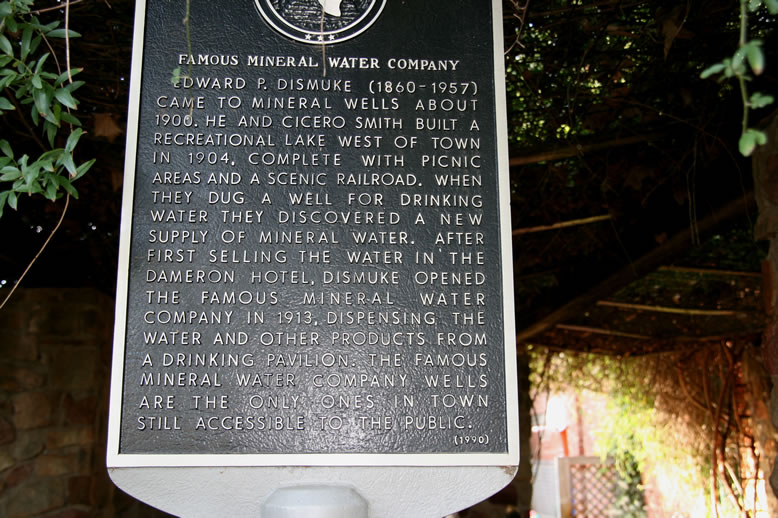 FAMOUS MINERAL WATER COMPANY
EDWARD P. DISMUKE (1860-1957)
CAME TO MINERAL WELLS ABOUT
1900. HE AND CICERO SMITH BUILT A
RECREATIONAL LAKE WEST OF TOWN
IN 1904, COMPLETE WITH PICNIC
AREAS AND A SCENIC RAILROAD. WHEN
THEY DUG A WELL FOR DRINKING
WATER THEY DISCOVERED A NEW
SUPPLY OF MINERAL WATER. AFTER
FIRST SELLING THE WATER IN THE
DAMERON HOTEL, DISMUKE OPENED
THE FAMOUS MINERAL WATER
COMPANY IN 1913, DISPENSING THE
WATER AND OTHER PRODUCTS FROM
A DRINKING PAVILION. THE FAMOUS
MINERAL WATER COMPANY WELLS
ARE THE ONLY ONES IN TOWN
STILL ACCESSIBLE TO THE PUBLIC.
(1990)